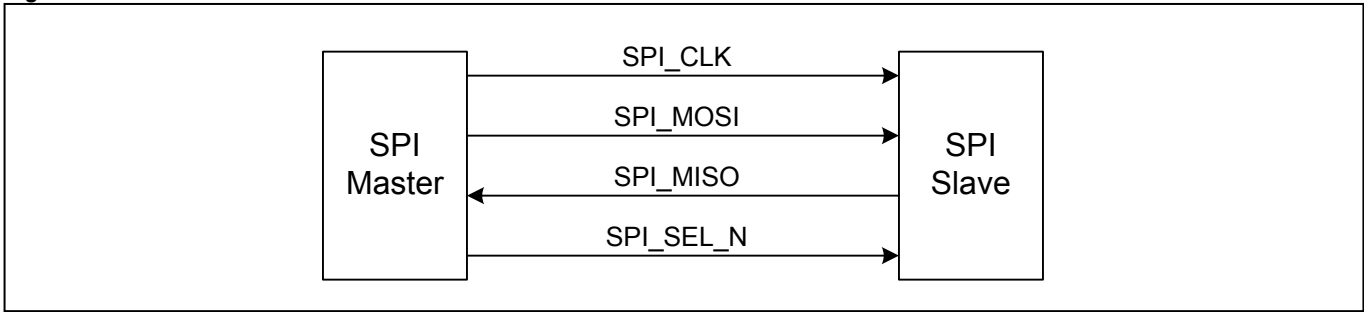 SPI_CLK
SPI_MOSI
SPI
Master
SPI_MISO
SPI_SEL_N
SPI
Slave